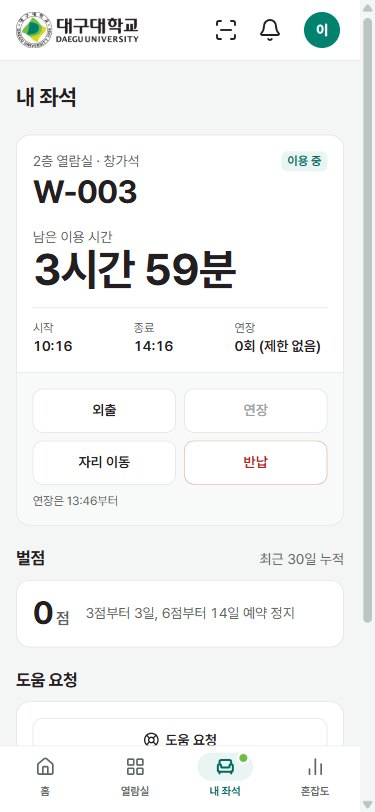 대구대학교
DAEGU UNIVERSITY
이
내 좌석
2층 열람실 · 창가석
이용 중
W-003
남은 이용 시간
3시간 59분
시작
종료
연장
10:16
14:16
0회 (제한 없음)
외출
연장
자리 이동
반납
연장은 13:46부터
벌점
최근 30일 누적
0점
3점부터 3일, 6점부터 14일 예약 정지
도움 요청
도움 요청
홈
열람실
내 좌석
혼잡도